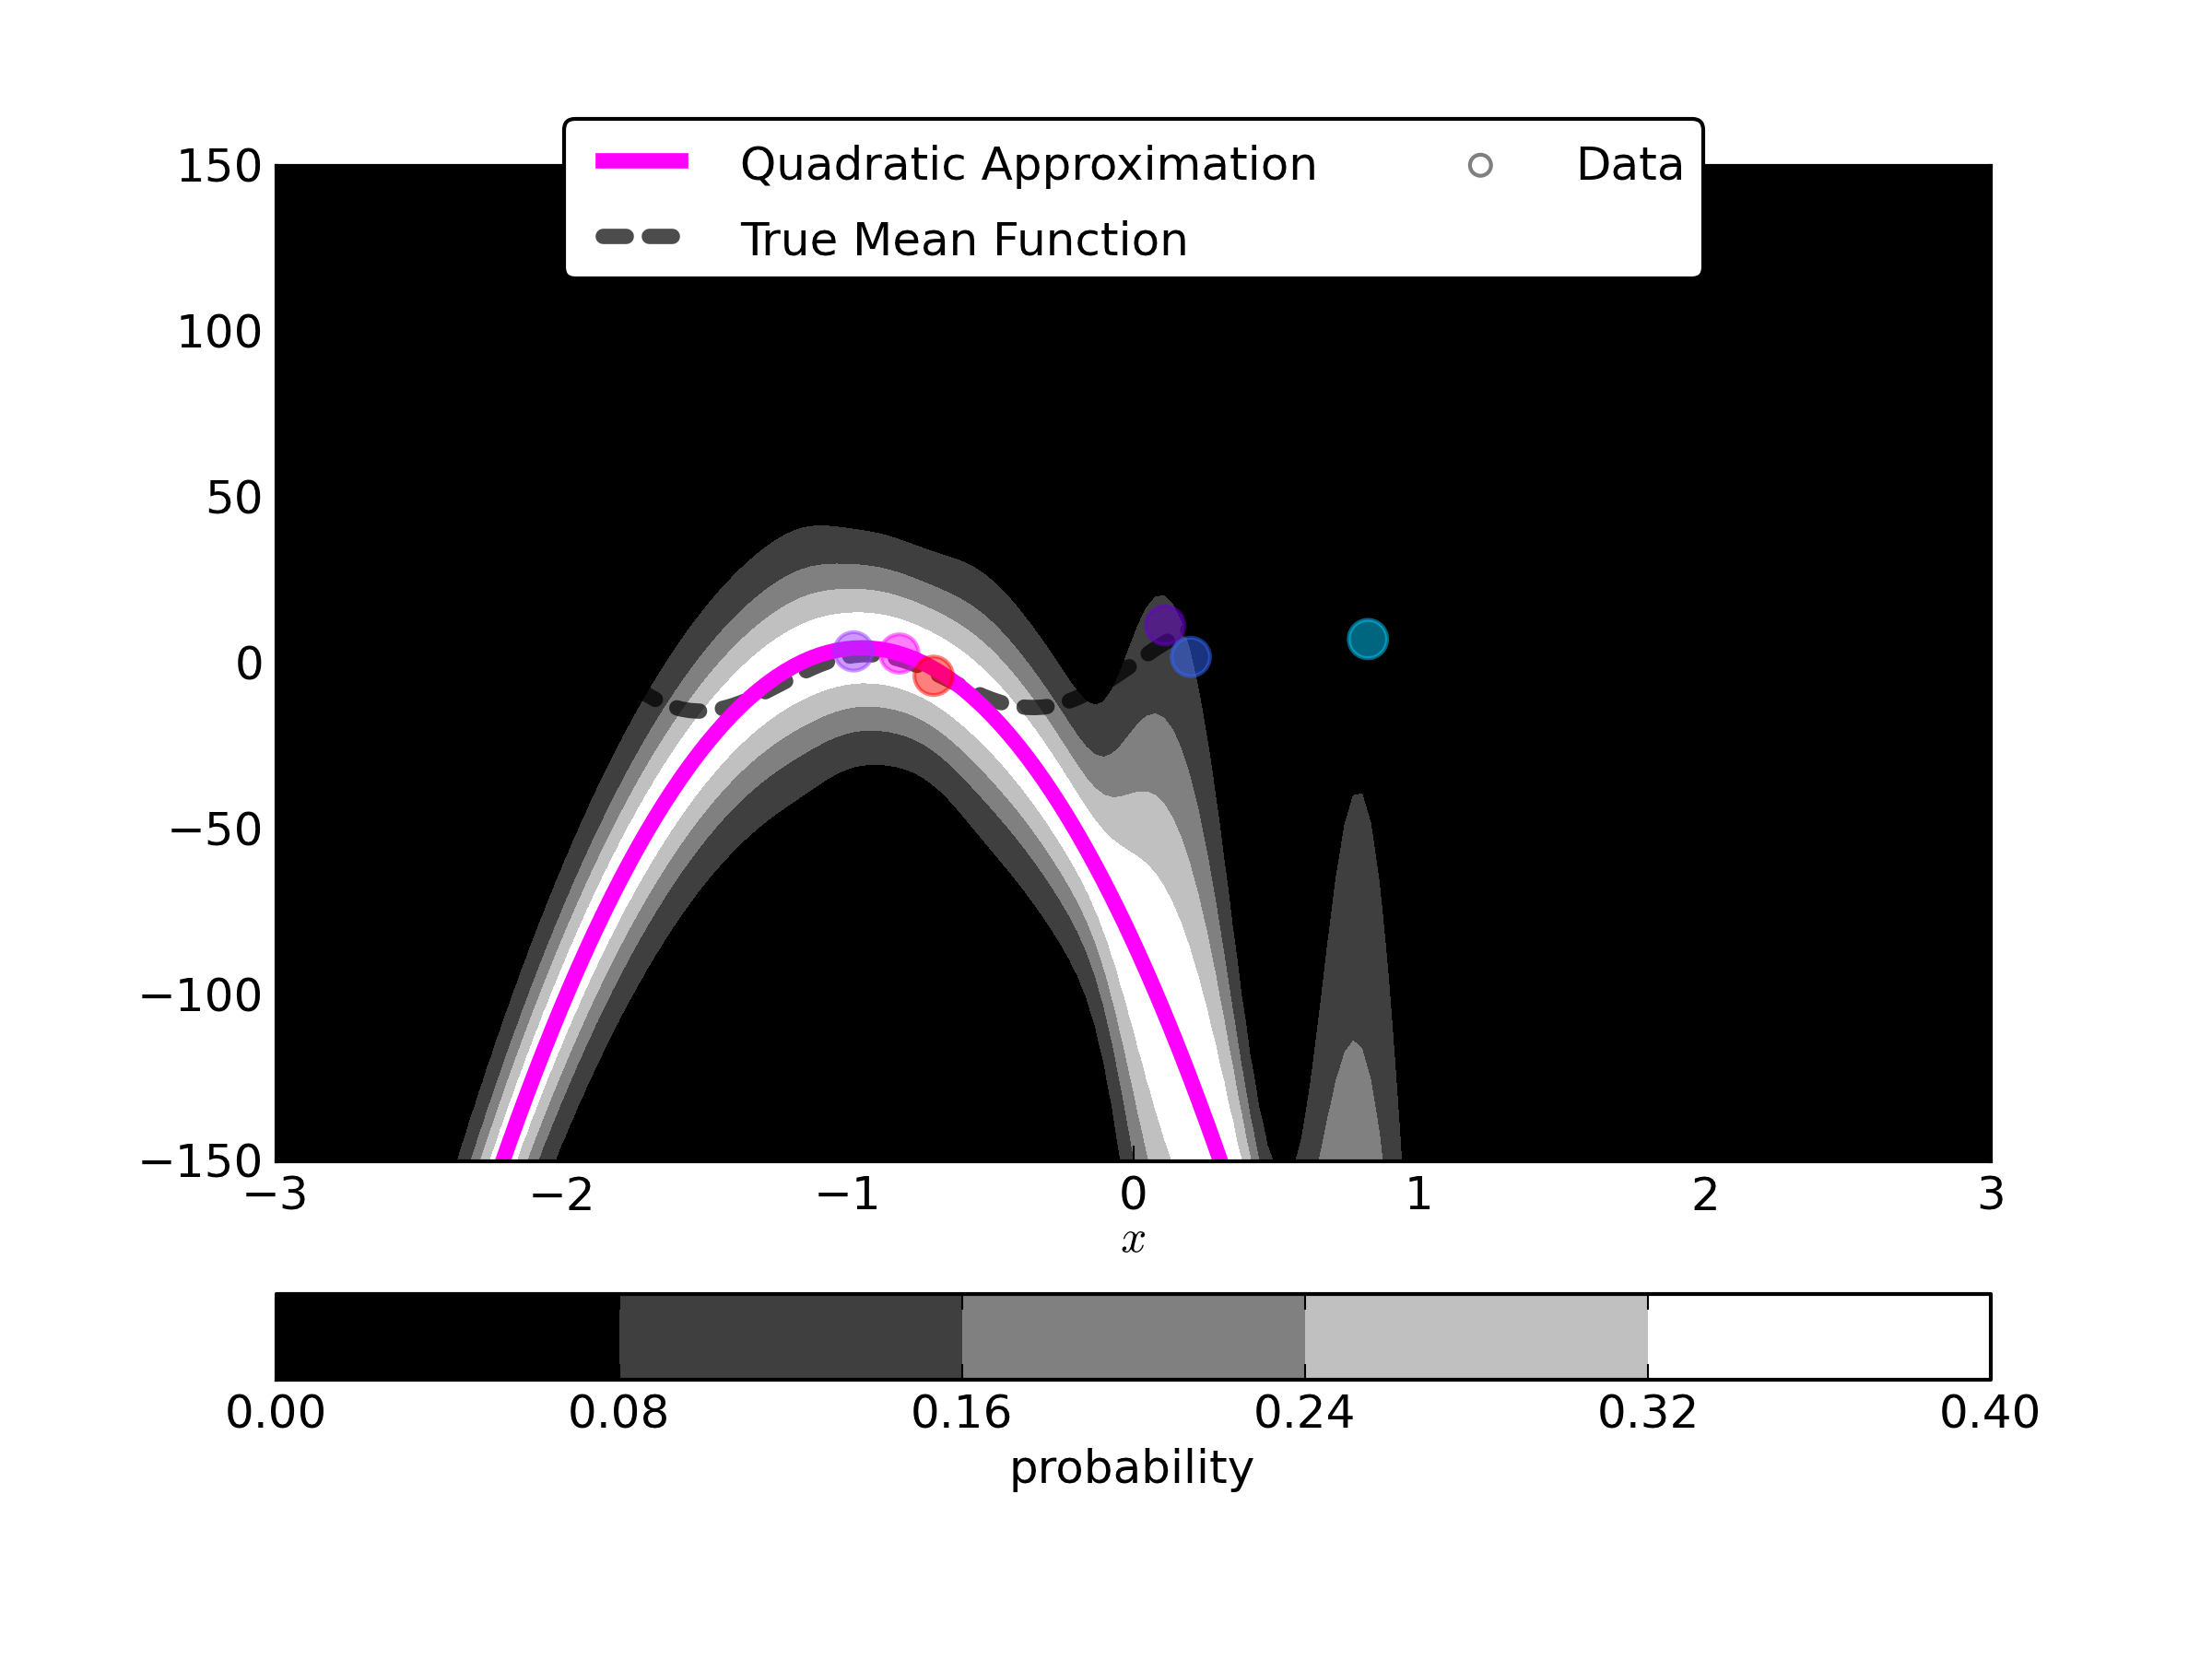 Quadratic Approximation
Data
True Mean Function
150
100
50
0
−50
−100
−150
−3 −2 −1 0 1 2 3
x
0.00 0.08 0.16 0.24 0.32 0.40
probability